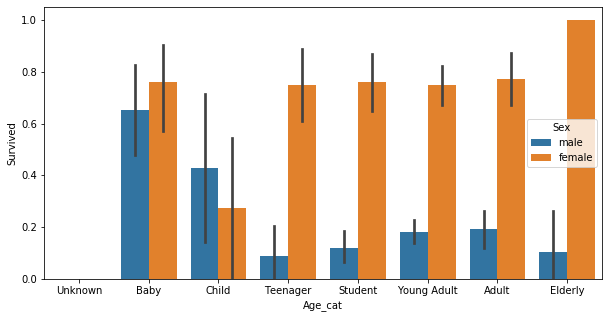 1.0
0.8
0.6
0.4
0.2
0.0
Survived
Sex
male
female
Unknown Baby Child Teenager Student Young Adult Adult Elderly
Age_cat